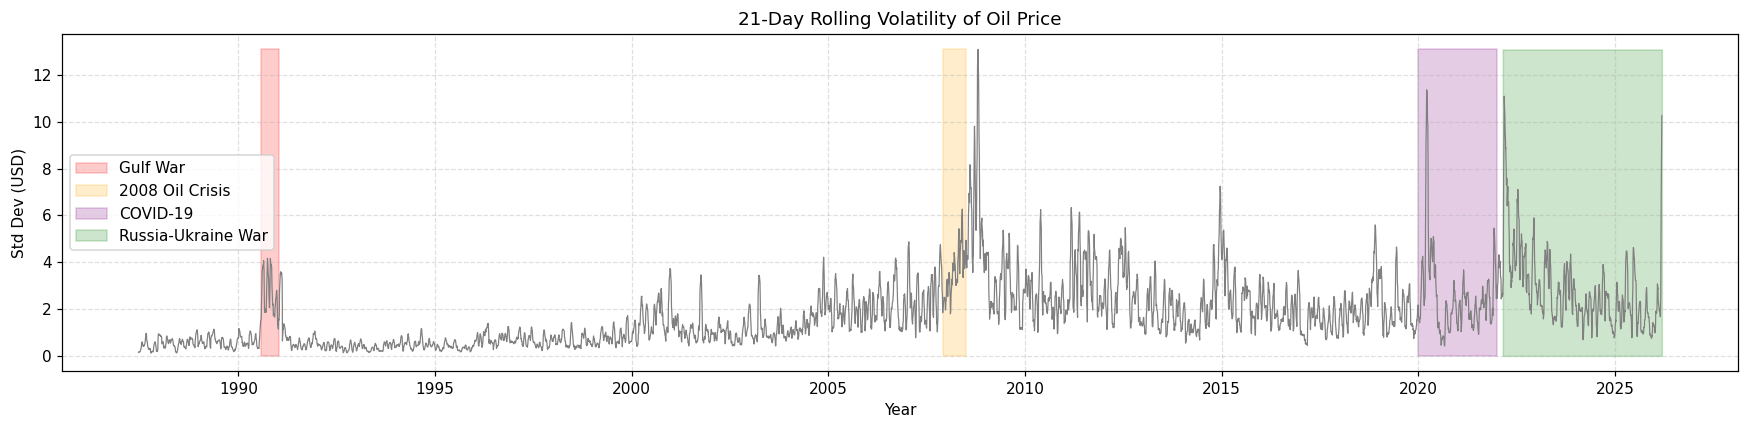 21-Day Rolling Volatility of Oil Price
Std Dev (USD)
12
10
8
6
4
2
0
Gulf War
2008 Oil Crisis
COVID-19
Russia-Ukraine War
1990
1995
2000
2005
2010
2015
2020
2025
Year